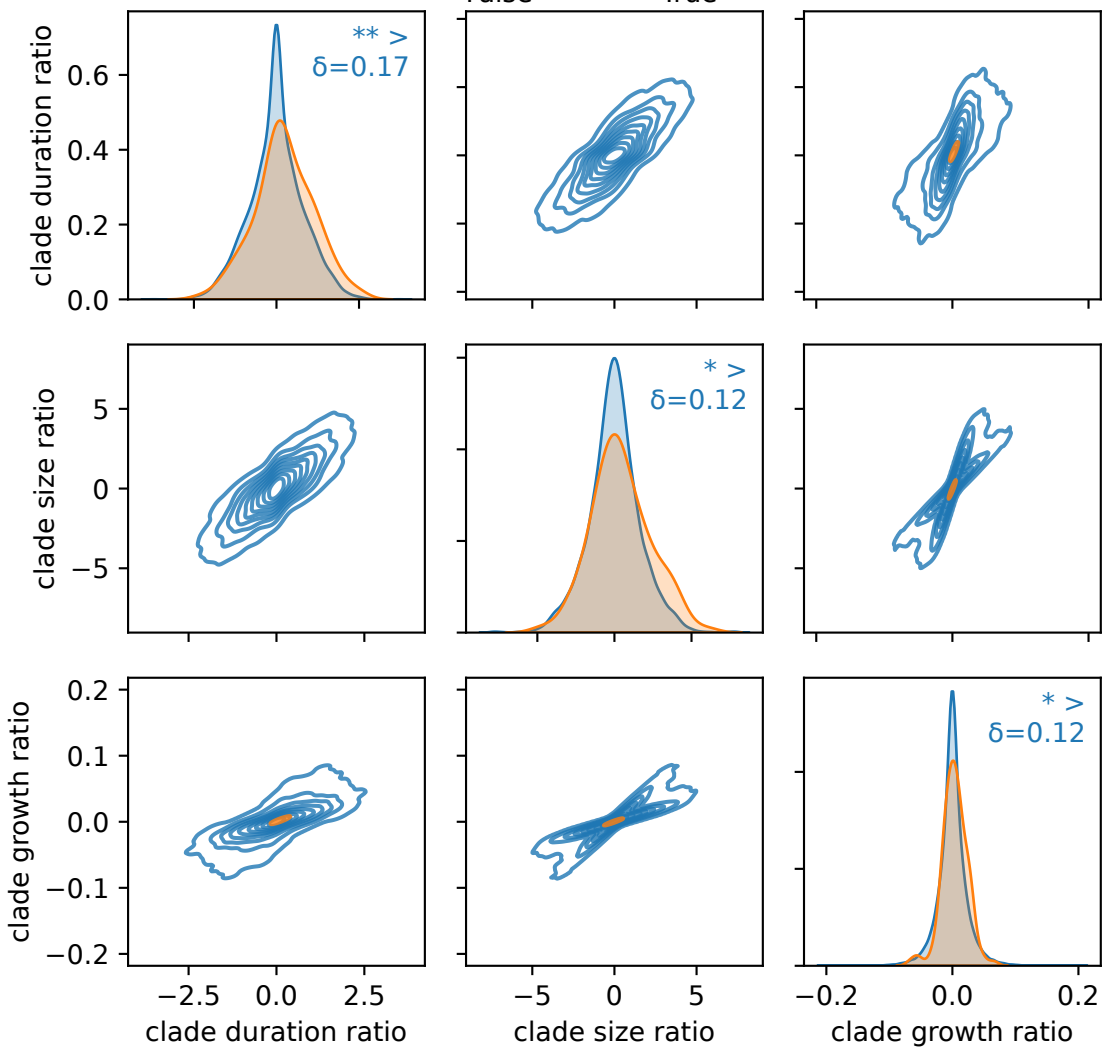 False True
clade duration ratio
0.6
0.4
0.2
0.0
** >
δ=0.17
clade size ratio
5
0
−5
* >
δ=0.12
clade growth ratio
0.2
0.1
0.0
−0.1
−0.2
* >
δ=0.12
−2.5 0.0 2.5
−5 0 5
−0.2 0.0 0.2
clade duration ratio
clade size ratio
clade growth ratio